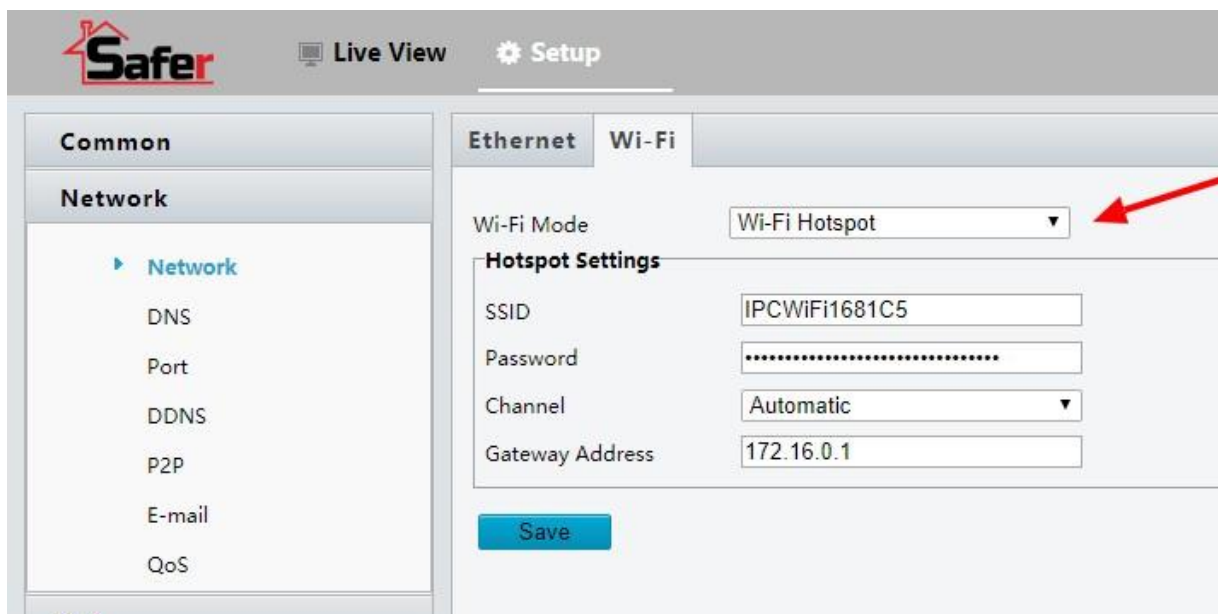 Safer Live View Setup
Common
Network
Network
DNS
Port
DDNS
P2P
E-mail
QoS
Ethernet Wi-Fi
Wi-Fi Mode Wi-Fi Hotspot
Hotspot Settings
SSID IPCWiFi1681C5
Password ••••••••••••••••••••••••••••••••
Channel Automatic
Gateway Address 172.16.0.1
Save